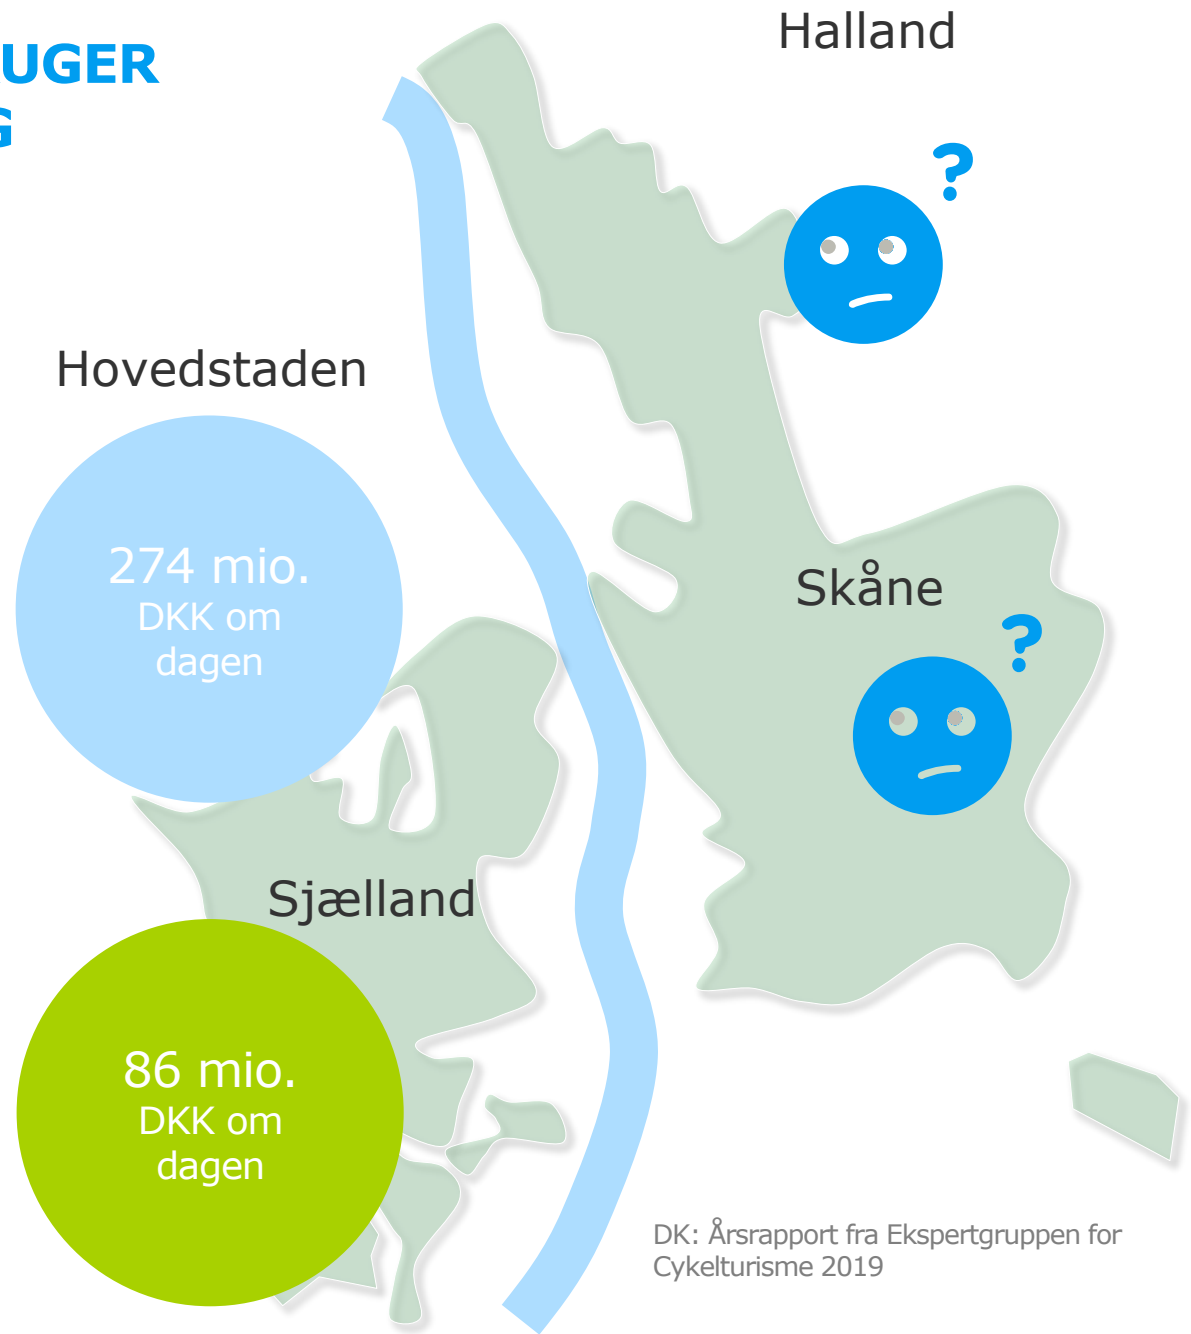 Halland
UGER
G
?
Hovedstaden
274 mio.
DKK om
dagen
Skåne
?
Sjælland
86 mio.
DKK om
dagen
DK: Årsrapport fra Ekspertgruppen for
Cykelturisme 2019